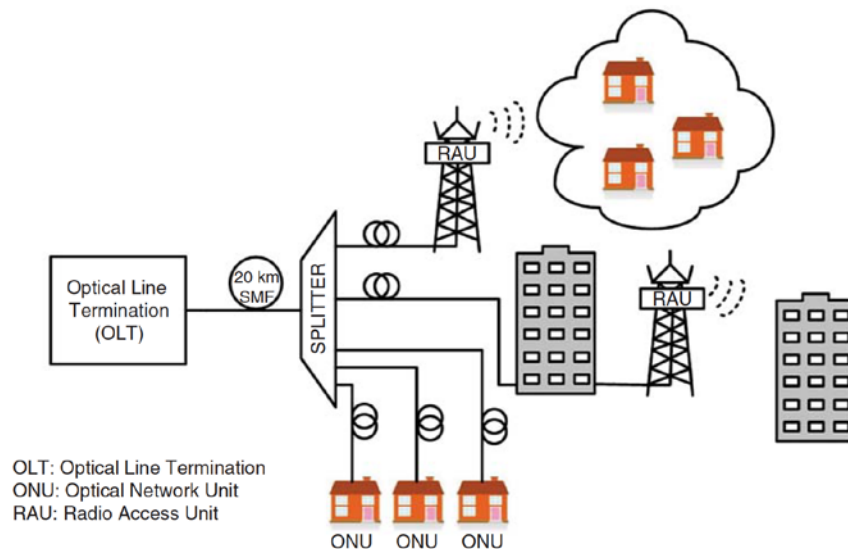 RAU
20 km
SMF
Optical Line
Termination
(OLT)
SPLITTER
RAU
OLT: Optical Line Termination
ONU: Optical Network Unit
RAU: Radio Access Unit
ONU ONU ONU